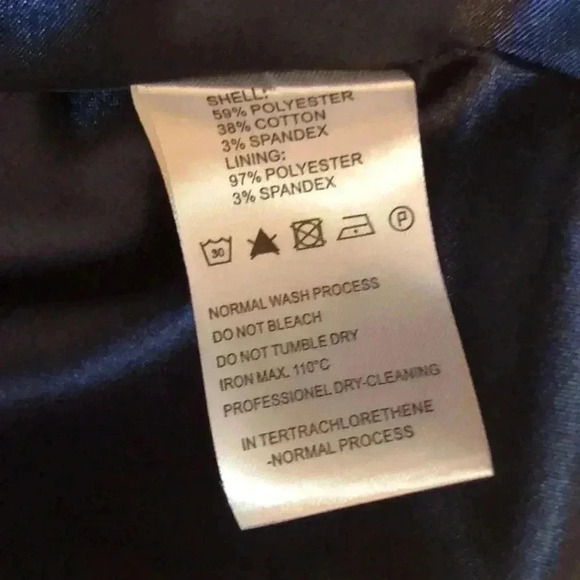 SHELL:
59% POLYESTER
38% COTTON
3% SPANDEX
LINING:
97% POLYESTER
3% SPANDEX
30 P
NORMAL WASH PROCESS
DO NOT BLEACH
DO NOT TUMBLE DRY
IRON MAX. 110°C
PROFESSIONEL DRY-CLEANING
IN TERTRACHLORETHENE
-NORMAL PROCESS